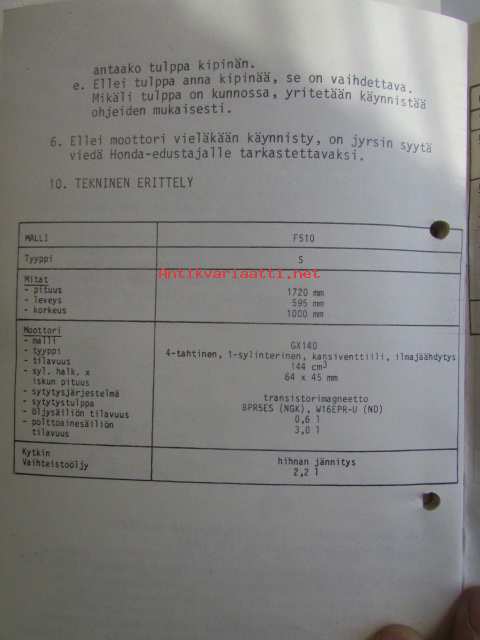 antaako tulppa kipinän.
e. Ellei tulppa anna kipinää, se on vaihdettava.
Mikäli tulppa on kunnossa, yritetään käynnistää
ohjeiden mukaisesti.
6. Ellei moottori vieläkään käynnisty, on jyrsin syytä
viedä Honda-edustajalle tarkastettavaksi.
10. TEKNINEN ERITTELY
MALLI F510
Tyyppi S
Antikvariaatti.net
Mitat
- pituus 1720 mm
- leveys 595 mm
- korkeus 1000 mm
Moottori
- malli GX140
- tyyppi 4-tahtinen, 1-sylinterinen, kansiventtiili, ilmajäähdytys
- tilavuus 144 cm3
- syl. halk. x 64 x 45 mm
iskun pituus
- sytytysjärjestelmä transistorimagneetto
- sytytystulppa BPR5ES (NGK), W16EPR-U (ND)
- öljysäiliön tilavuus 0,6 l
- polttoainesäiliön 3,0 l
tilavuus
Kytkin hihnan jännitys
Vaihteistoöljy 2,2 l